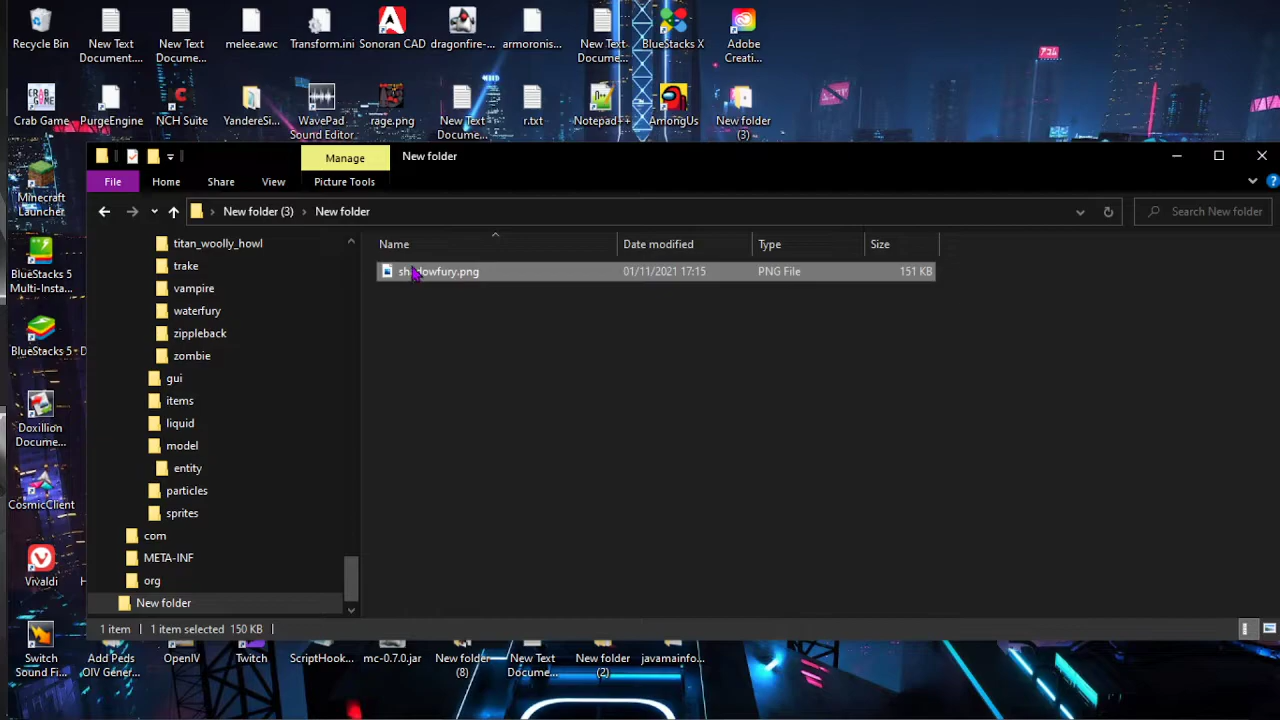 Recycle Bin
New Text
Document....
New Text
Docume...
melee.awc
Transform.ini
Sonoran CAD
dragonfire-...
armoronis...
New Text
Docume...
BlueStacks X
Adobe
Creati...
Crab Game
PurgeEngine
NCH Suite
YandereSi...
WavePad
Sound Editor
rage.png
New Text
Docume...
r.txt
Notepad++
AmongUs
New folder
(3)
Manage
New folder
File
Home
Share
View
Picture Tools
New folder (3) › New folder
Search New folder
Minecraft
Launcher
BlueStacks 5
Multi-Insta...
BlueStacks 5
Doxillion
Docume...
CosmicClient
Vivaldi
Switch
Sound Fi...
titan_woolly_howl
trake
vampire
waterfury
zippleback
zombie
gui
items
liquid
model
entity
particles
sprites
com
META-INF
org
New folder
Name
Date modified
Type
Size
shadowfury.png
01/11/2021 17:15
PNG File
151 KB
1 item
1 item selected 150 KB
Add Peds
OIV Gener...
OpenIV
Twitch
ScriptHook...
mc-0.7.0.jar
New folder
(8)
New Text
Docume...
New folder
(2)
javamainfo...